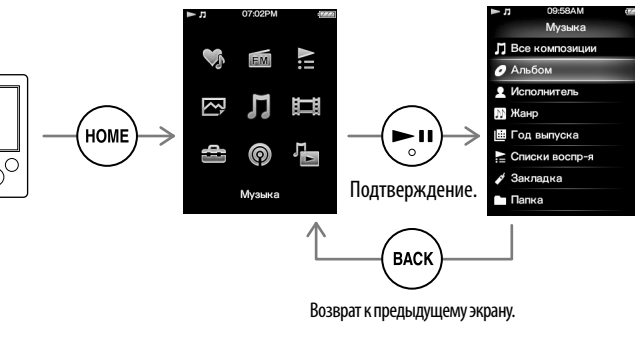 07:02PM
FM
Музыка
HOME
Подтверждение.
09:58AM
Музыка
Все композиции
Альбом
Исполнитель
Жанр
Год выпуска
Списки воспр-я
Закладка
Папка
BACK
Возврат к предыдущему экрану.